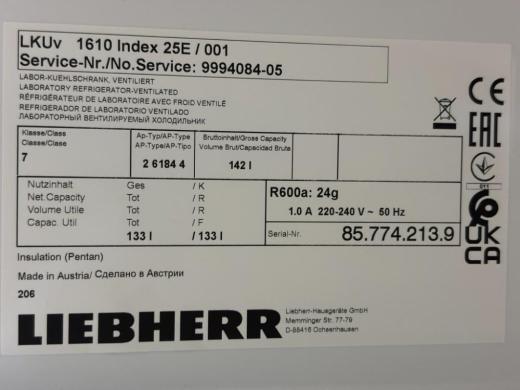 LKUv 1610 Index 25E / 001
Service-Nr./No.Service: 9994084-05
LABOR-KUEHLSCHRANK, VENTILIERT
LABORATORY REFRIGERATOR-VENTILATED
RÉFRIGÉRATEUR DE LABORATOIRE AVEC FROID VENTILÉ
REFRIGERADOR DE LABORATORIO VENTILADO
ЛАБОРАТОРНЫЙ ВЕНТИЛИРУЕМЫЙ ХОЛОДИЛЬНИК
Klasse/Class
Classe/Classe
7
Ap-Typ/AP-Type
AP-Type/AP-Tipo
2 6184 4
Bruttoinhalt/Gross Capacity
Volume Brut/Capacidad Bruta
142 l
Nutzinhalt Ges / K
Net.Capacity Tot / R
Volume Utile Tot / R
Capac. Util Tot / F
133 l / 133 l
R600a: 24g
1.0 A 220-240 V ~ 50 Hz
Serial-Nr. 85.774.213.9
Insulation (Pentan)
Made in Austria/ Сделано в Австрии
206
LIEBHERR
Liebherr-Hausgeräte GmbH
Memminger Str. 77-79
D-88416 Ochsenhausen
CE
EAC
011
UK
CA